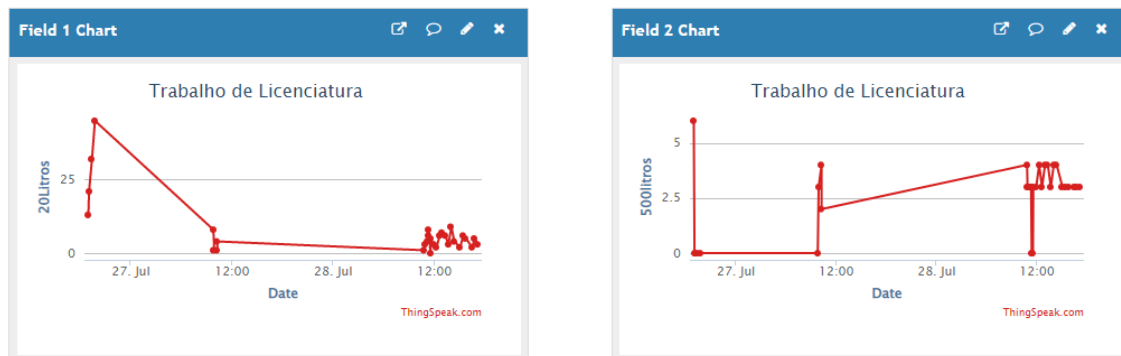 Field 1 Chart
Trabalho de Licenciatura
20Litros
25
0
27. Jul
12:00
28. Jul
12:00
Date
ThingSpeak.com
Field 2 Chart
Trabalho de Licenciatura
500litros
5
2.5
0
27. Jul
12:00
28. Jul
12:00
Date
ThingSpeak.com